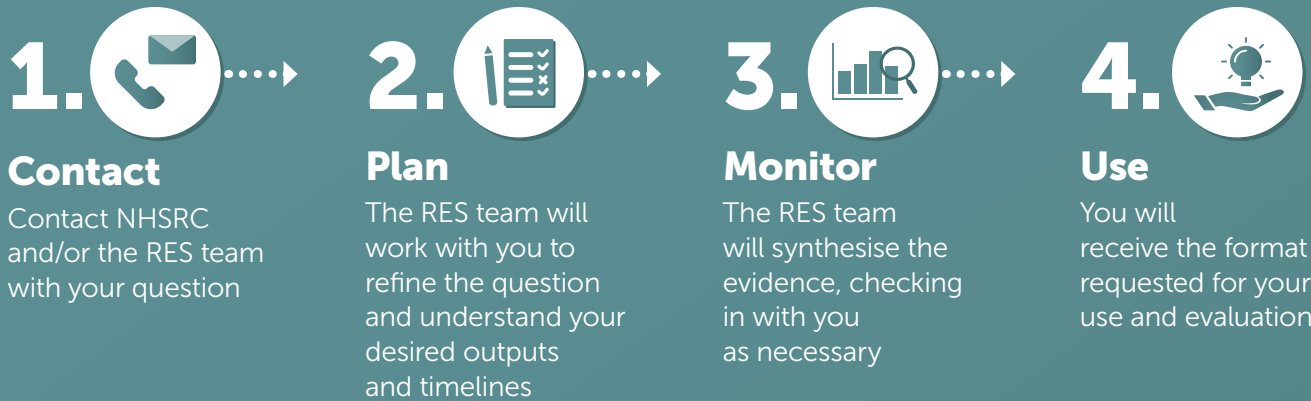 1.
Contact
Contact NHSRC
and/or the RES team
with your question
2.
Plan
The RES team will
work with you to
refine the question
and understand your
desired outputs
and timelines
3.
Monitor
The RES team
will synthesise the
evidence, checking
in with you
as necessary
4.
Use
You will
receive the format
requested for your
use and evaluation